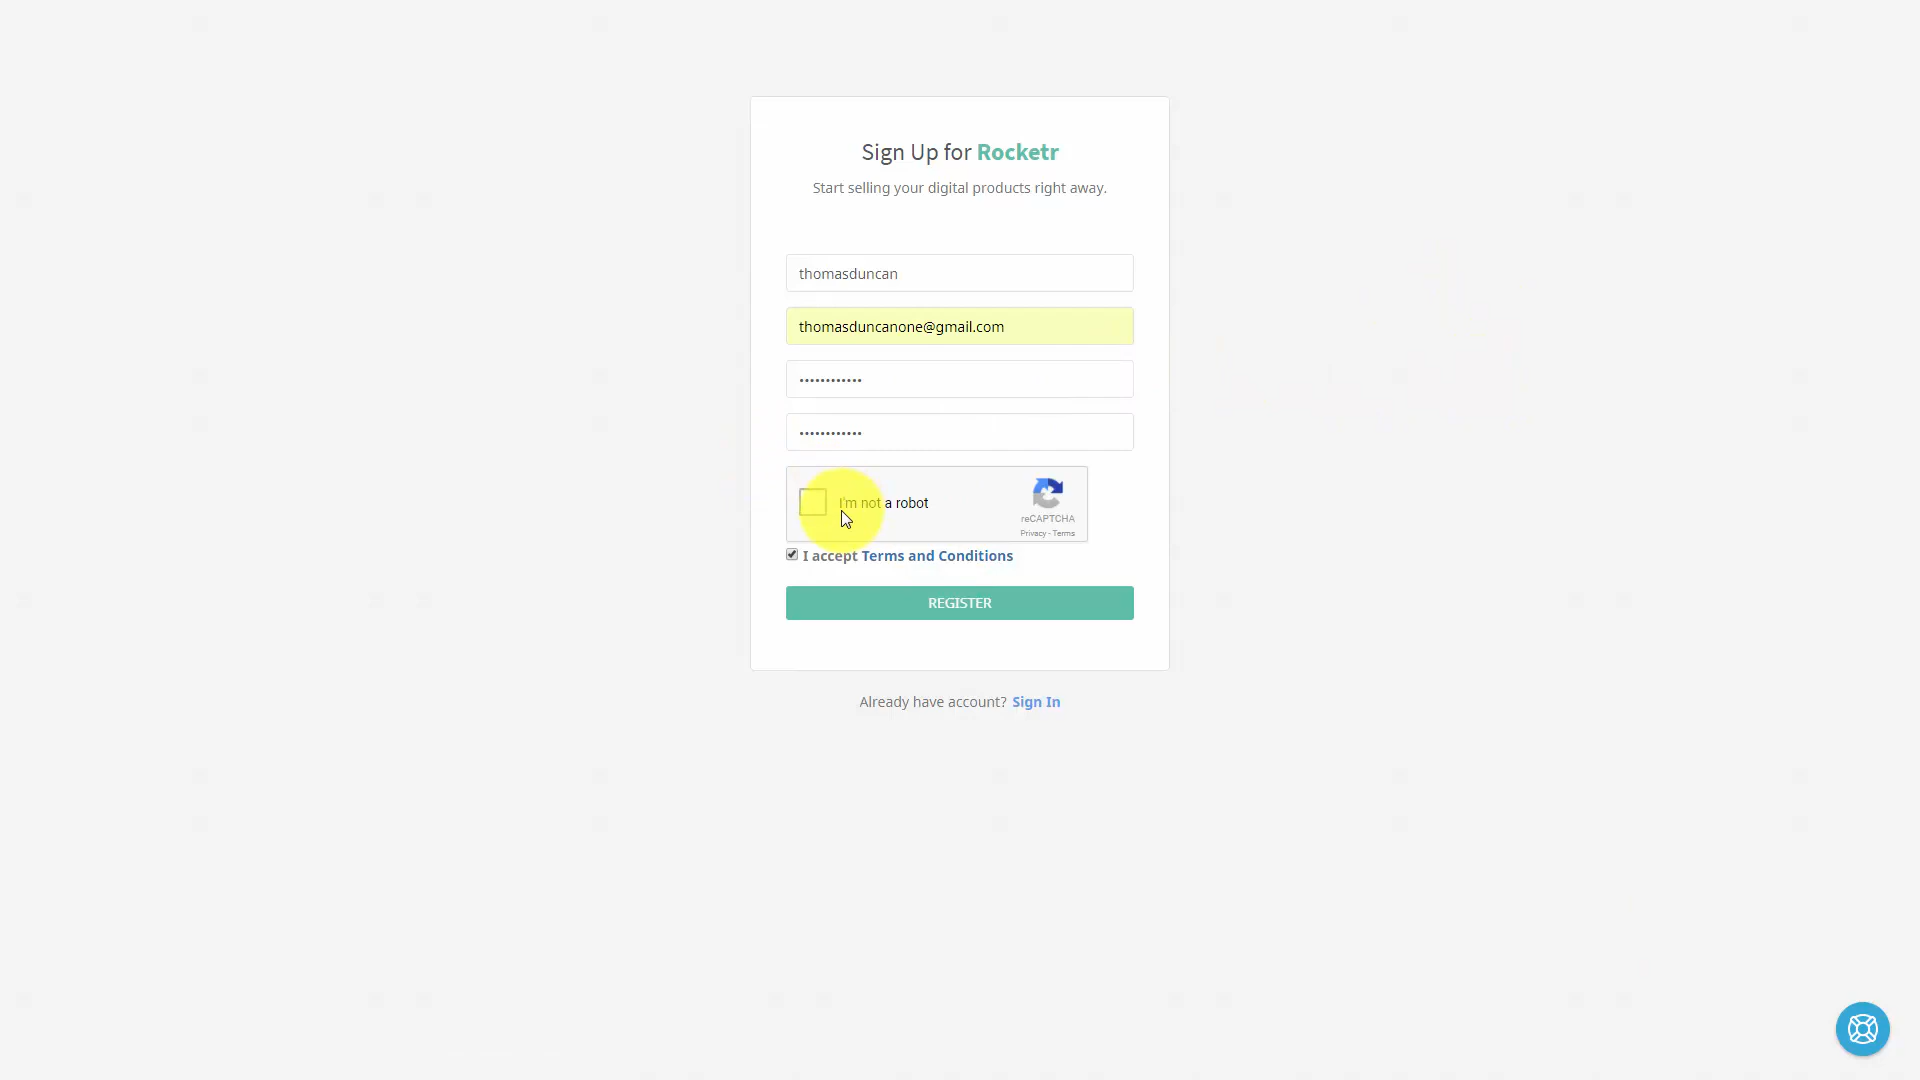 Sign Up for Rocketr
Start selling your digital products right away.
thomasduncan
thomasduncanone@gmail.com
••••••••••••
••••••••••••
I'm not a robot
reCAPTCHA
Privacy - Terms
I accept Terms and Conditions
REGISTER
Already have account? Sign In